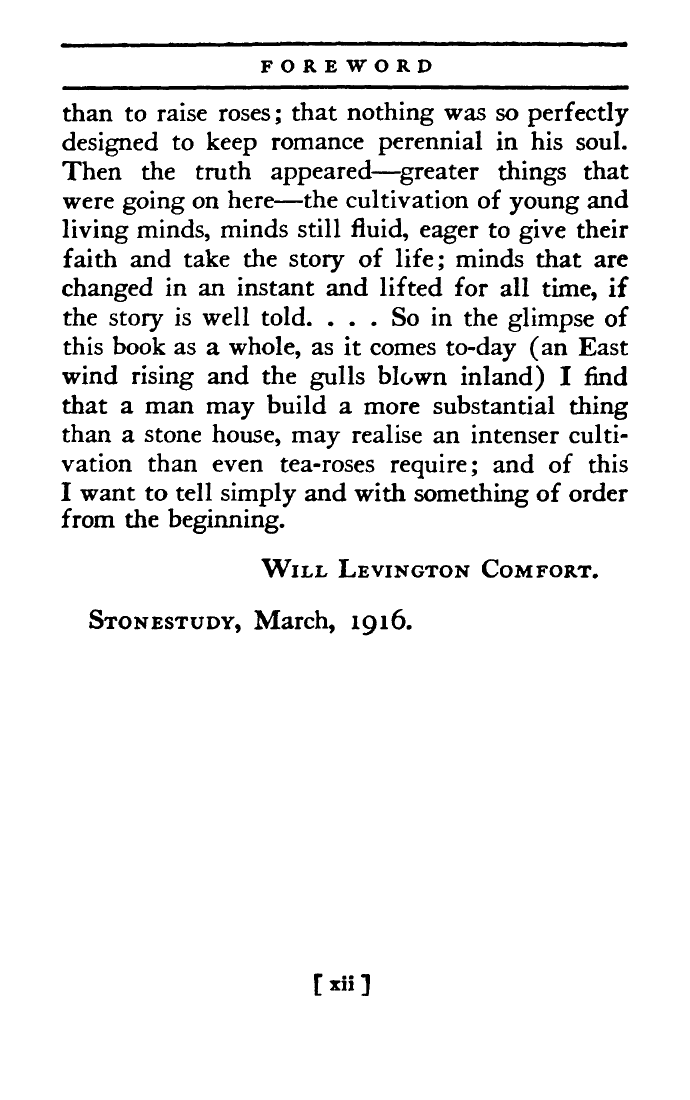 FOREWORD
than to raise roses; that nothing was so perfectly
designed to keep romance perennial in his soul.
Then the truth appeared—greater things that
were going on here—the cultivation of young and
living minds, minds still fluid, eager to give their
faith and take the story of life; minds that are
changed in an instant and lifted for all time, if
the story is well told. . . . So in the glimpse of
this book as a whole, as it comes to-day (an East
wind rising and the gulls blown inland) I find
that a man may build a more substantial thing
than a stone house, may realise an intenser culti-
vation than even tea-roses require; and of this
I want to tell simply and with something of order
from the beginning.
WILL LEVINGTON COMFORT.
STONESTUDY, March, 1916.
[ xii ]